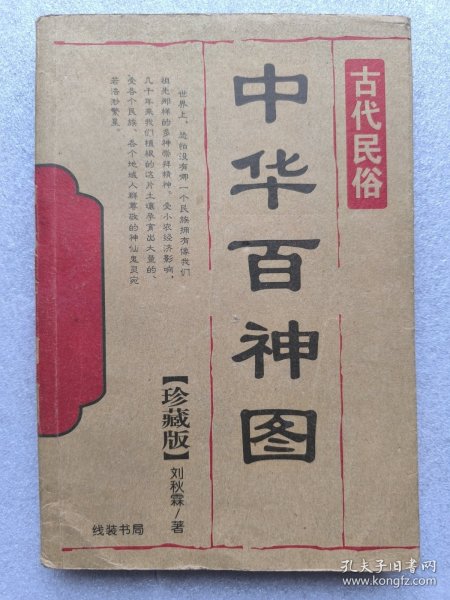 古代民俗
中华百神图
世界上，恐怕没有哪一个民族拥有像我们
祖先那样的多神崇拜精神。受小农经济影响，
几千年来我们植根的这片土壤孕育出大量的、
受各个民族、各个地域人群尊敬的神仙鬼灵宛
若浩渺繁星。
【珍藏版】
刘秋霖/著
线装书局
孔夫子旧书网
www.kongfz.com